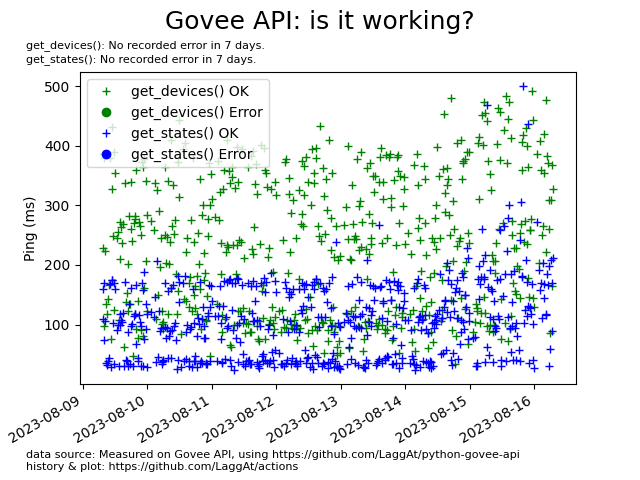 Govee API: is it working?
get_devices(): No recorded error in 7 days.
get_states(): No recorded error in 7 days.
get_devices() OK
get_devices() Error
get_states() OK
get_states() Error
Ping (ms)
500
400
300
200
100
2023-08-09
2023-08-10
2023-08-11
2023-08-12
2023-08-13
2023-08-14
2023-08-15
2023-08-16
data source: Measured on Govee API, using https://github.com/LaggAt/python-govee-api
history & plot: https://github.com/LaggAt/actions